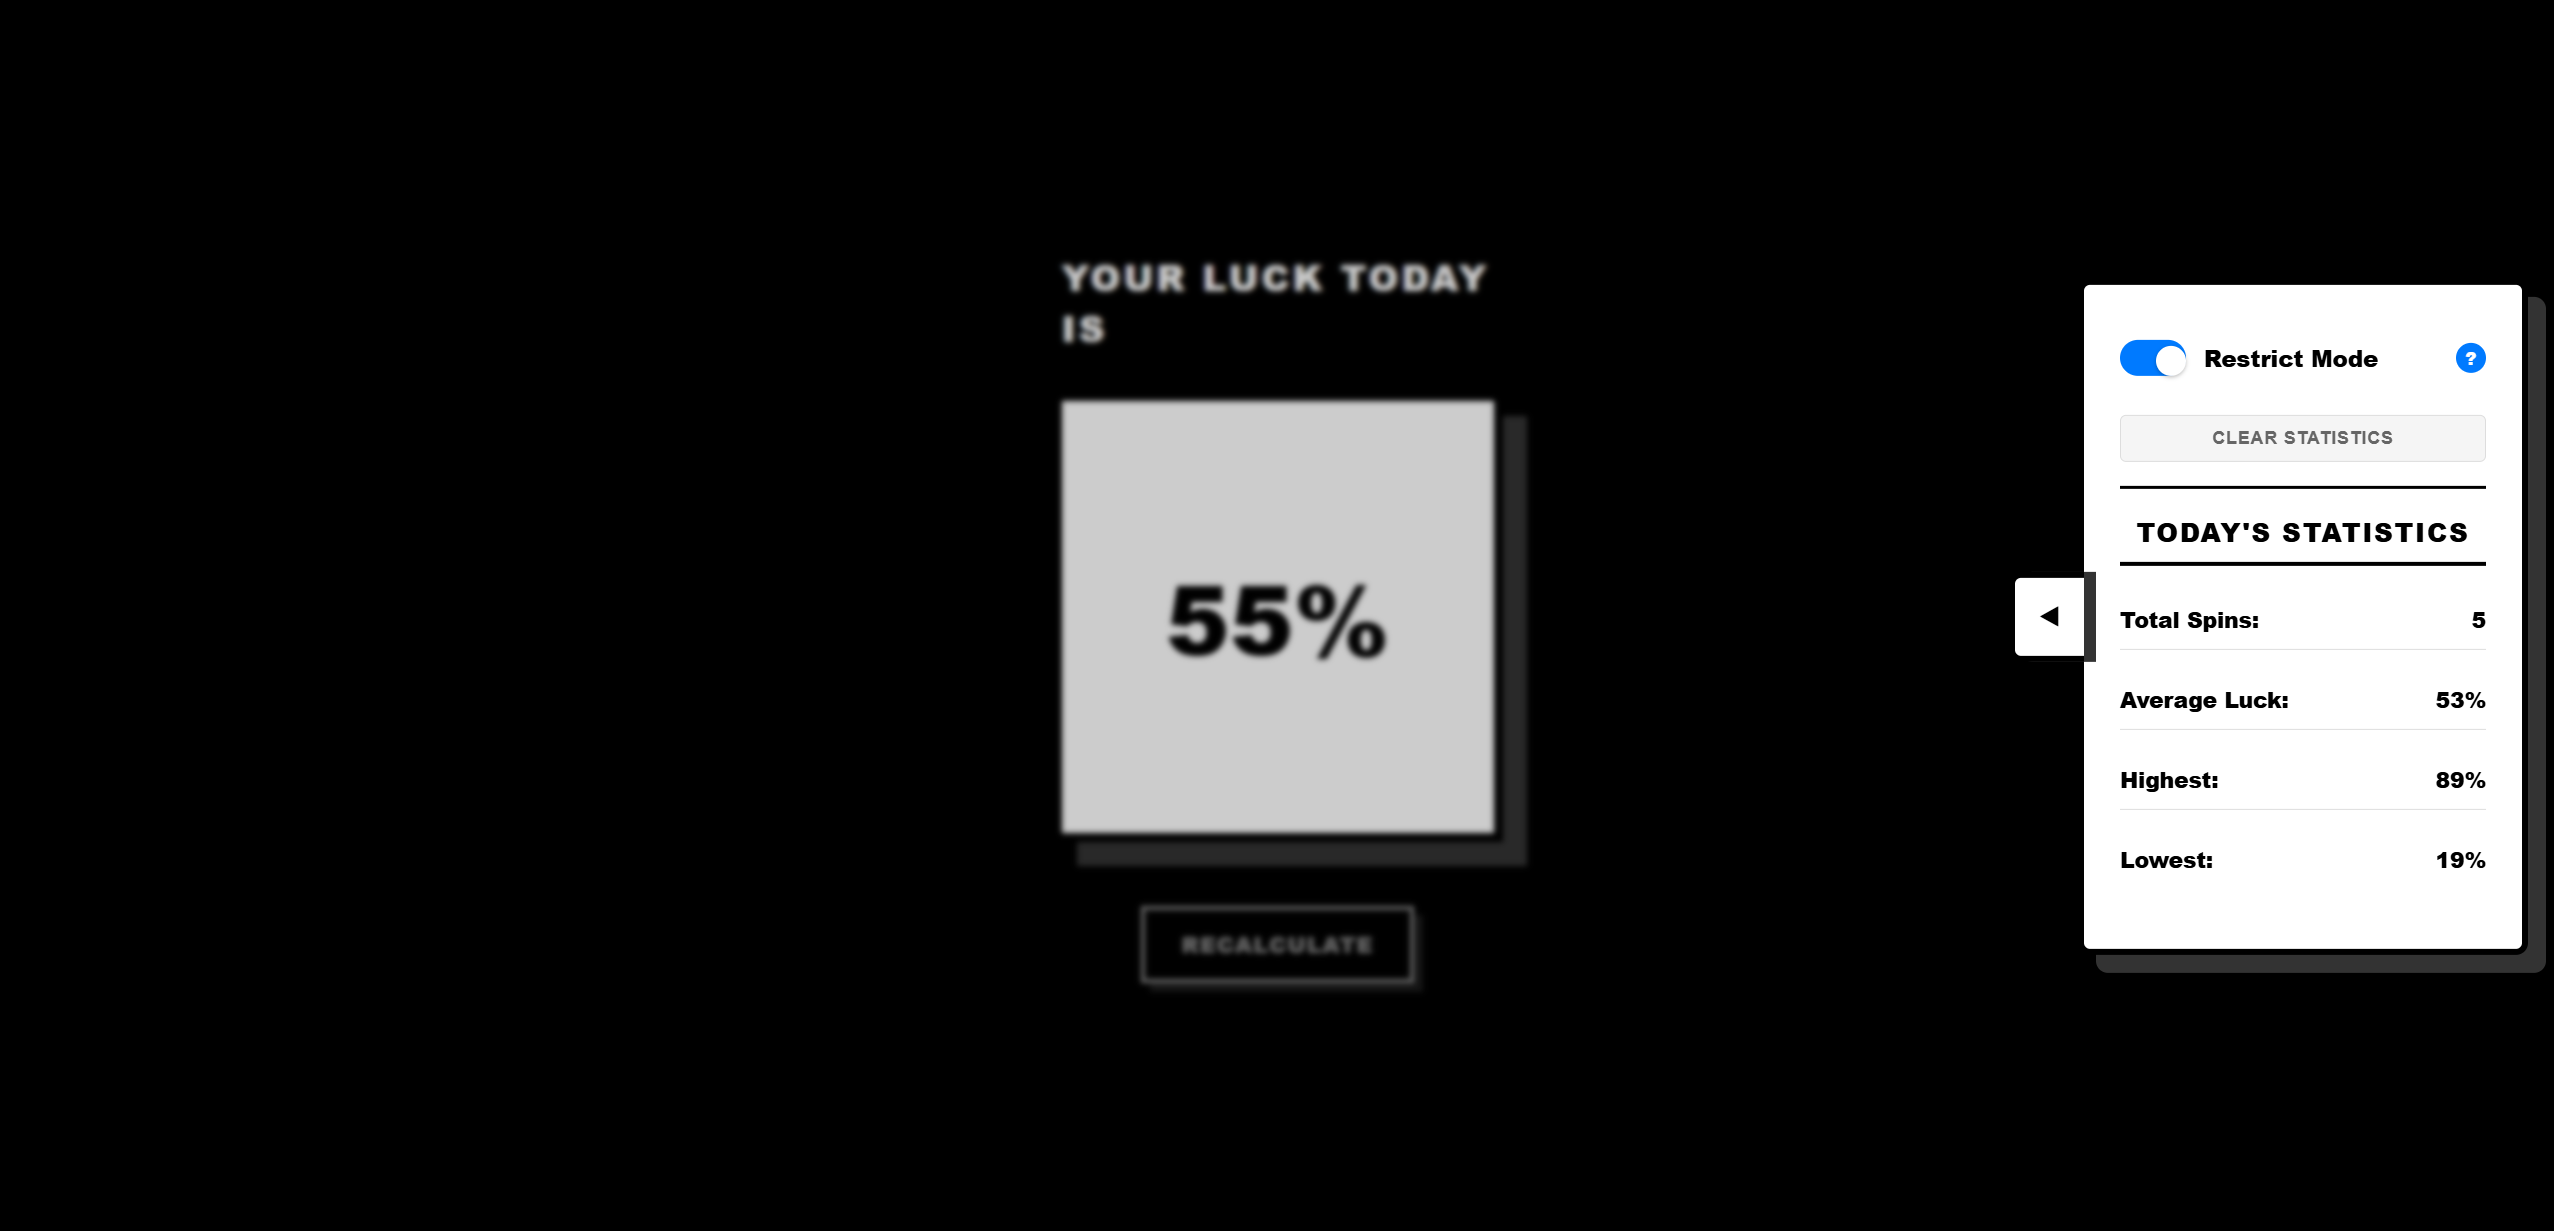 YOUR LUCK TODAY
IS
55%
RECALCULATE
Restrict Mode
?
CLEAR STATISTICS
TODAY'S STATISTICS
Total Spins: 5
Average Luck: 53%
Highest: 89%
Lowest: 19%